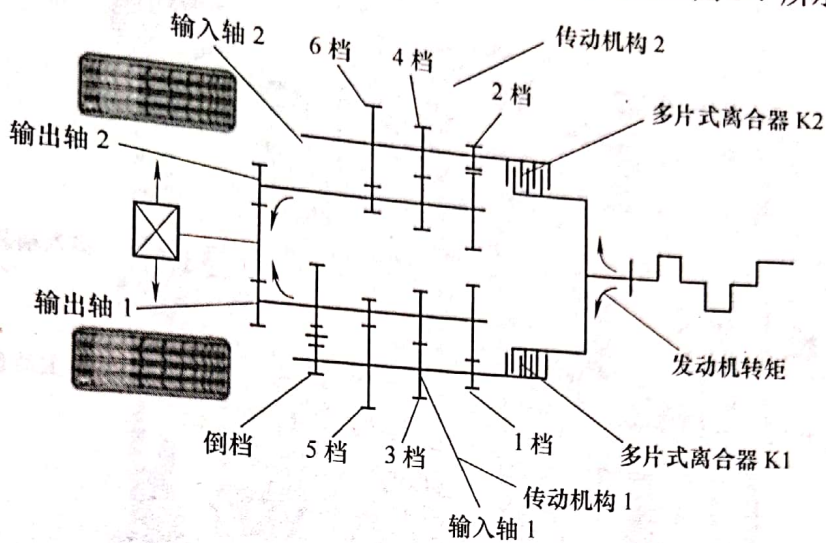 输入轴 2
6 档
4 档
传动机构 2
2 档
多片式离合器 K2
输出轴 2
输出轴 1
发动机转矩
倒档
5 档
3 档
1 档
多片式离合器 K1
传动机构 1
输入轴 1